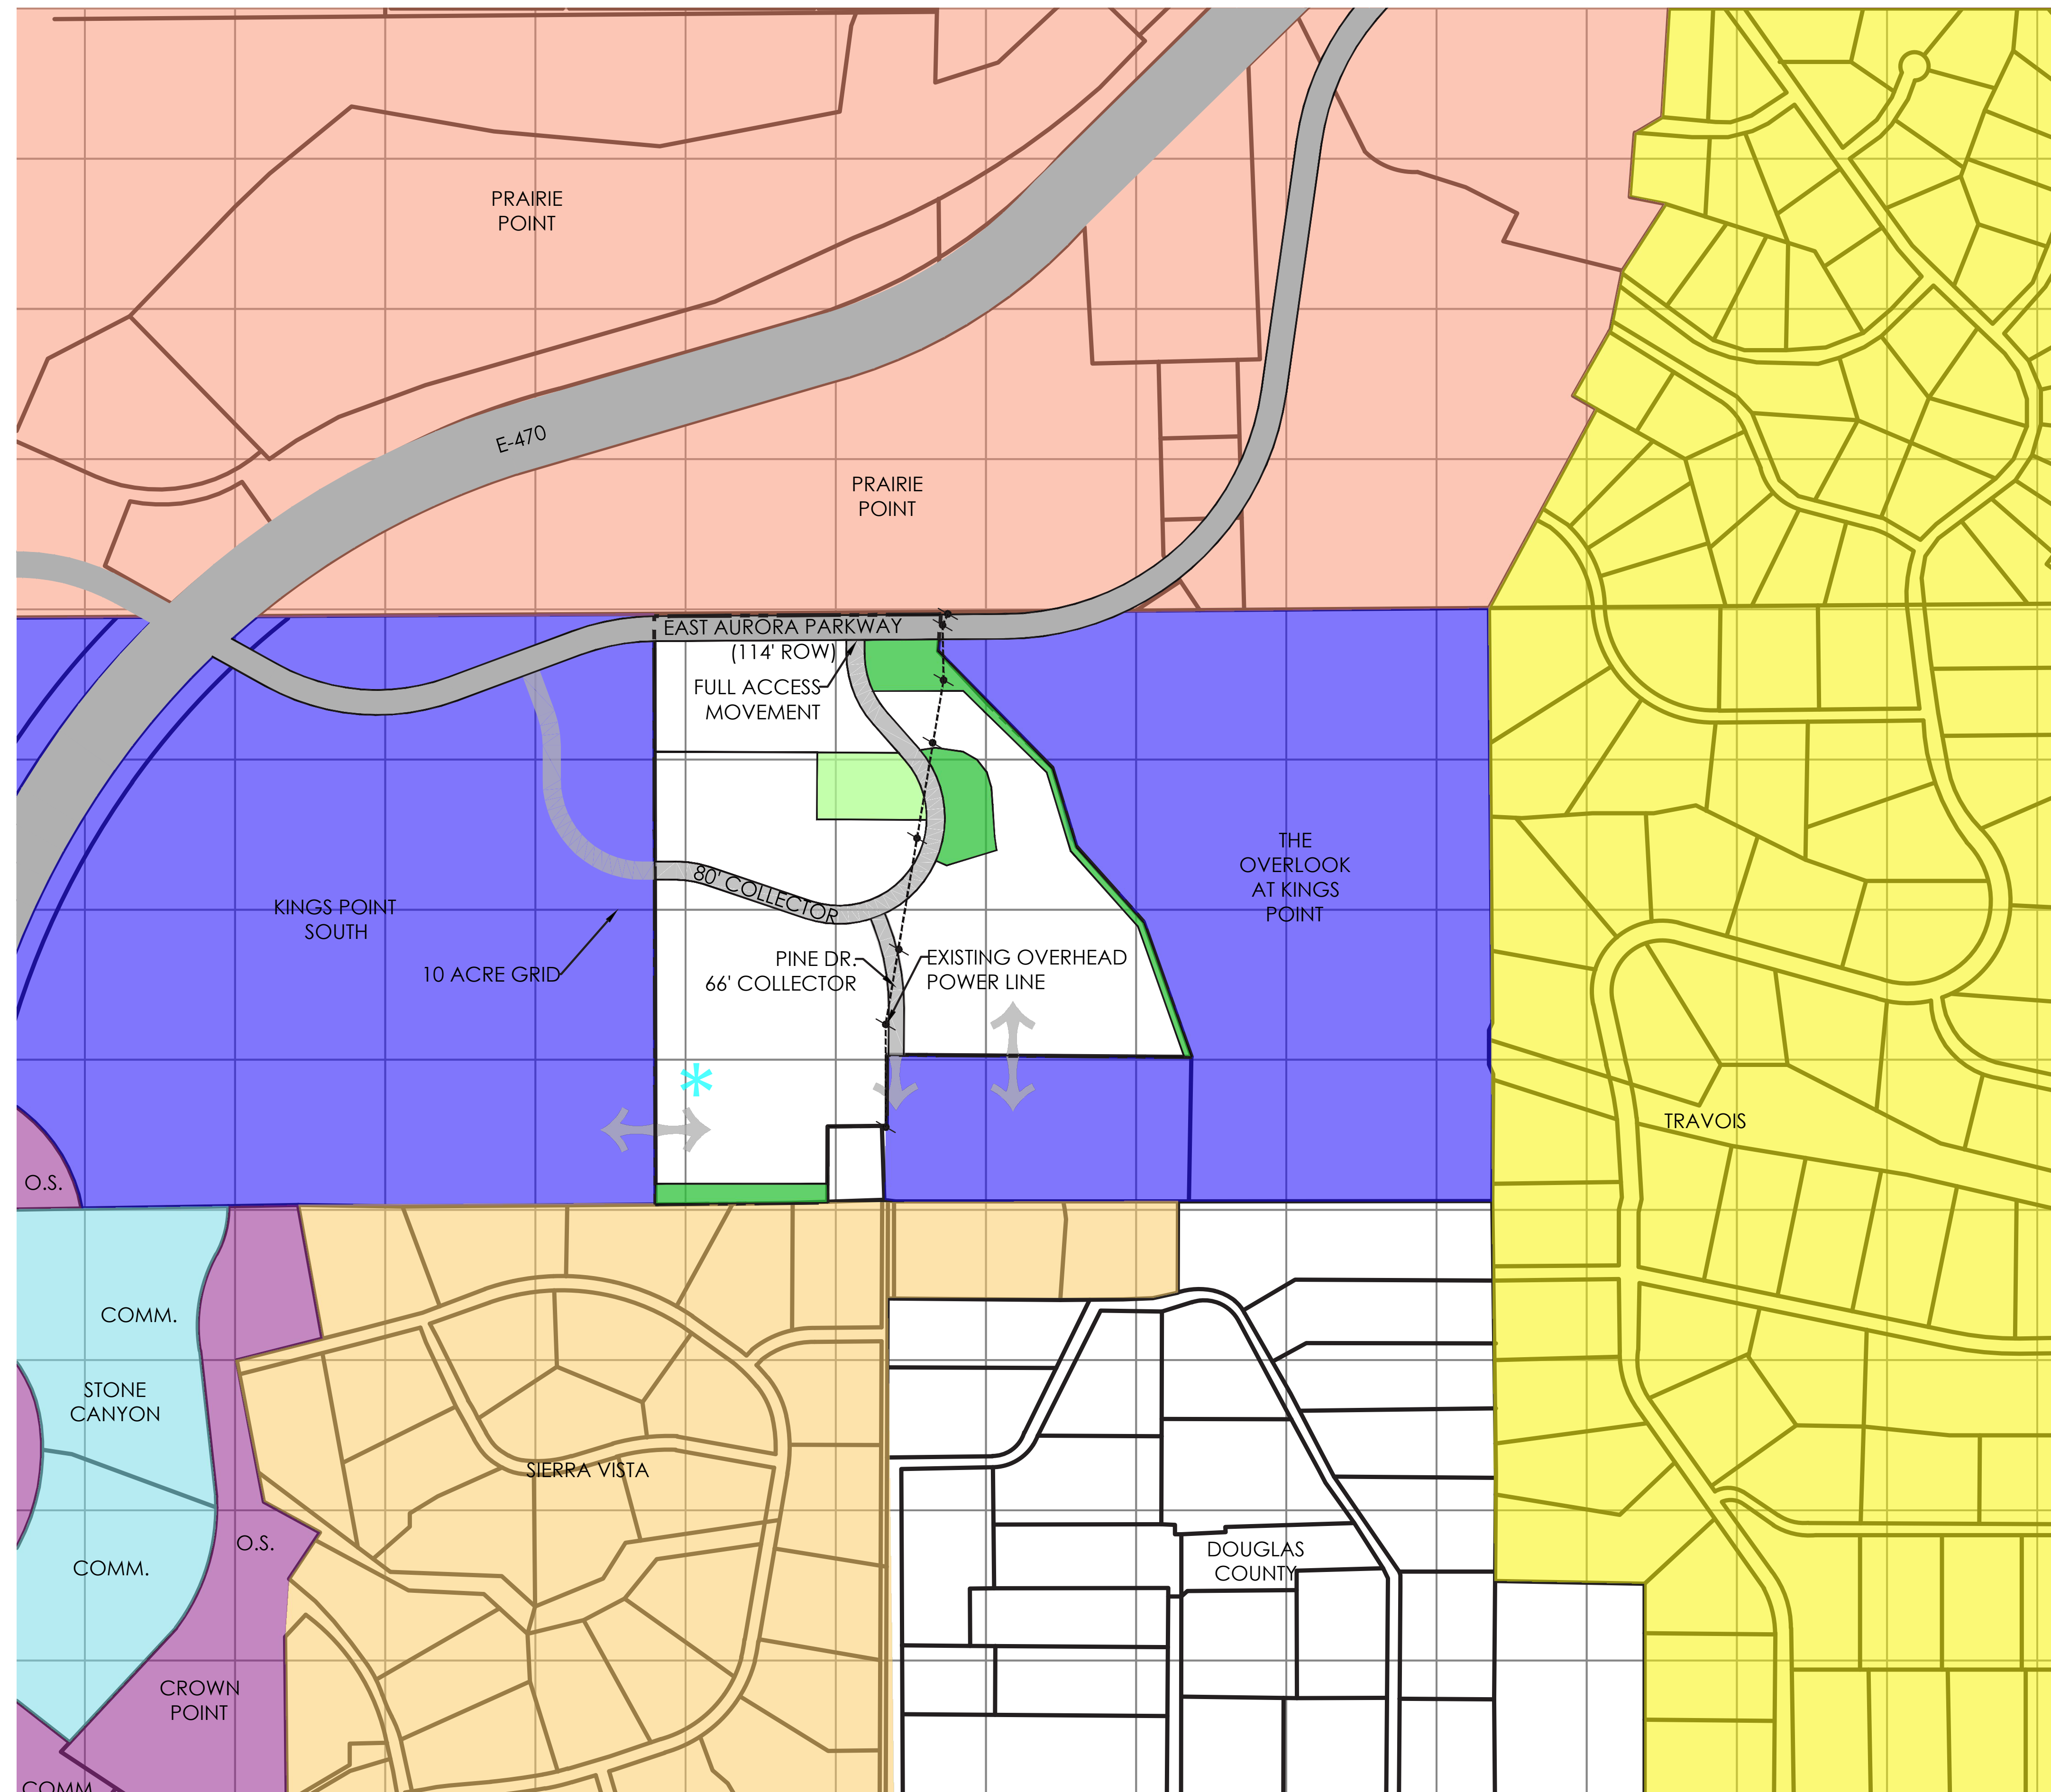 PRAIRIE
POINT
E-470
PRAIRIE
POINT
EAST AURORA PARKWAY
(114' ROW)
FULL ACCESS
MOVEMENT
THE
OVERLOOK
AT KINGS
POINT
80' COLLECTOR
KINGS POINT
SOUTH
10 ACRE GRID
PINE DR.
66' COLLECTOR
EXISTING OVERHEAD
POWER LINE
*
TRAVOIS
O.S.
COMM.
STONE
CANYON
SIERRA VISTA
O.S.
COMM.
DOUGLAS
COUNTY
CROWN
POINT
COMM.